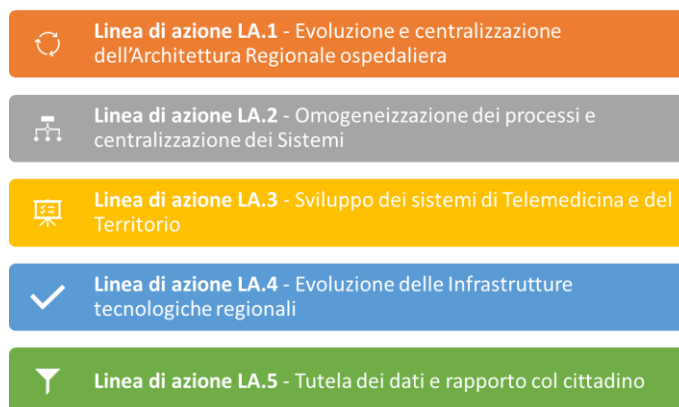 Linea di azione LA.1 - Evoluzione e centralizzazione
dell'Architettura Regionale ospedaliera
Linea di azione LA.2 - Omogeneizzazione dei processi e
centralizzazione dei Sistemi
Linea di azione LA.3 - Sviluppo dei sistemi di Telemedicina e del
Territorio
Linea di azione LA.4 - Evoluzione delle Infrastrutture
tecnologiche regionali
Linea di azione LA.5 - Tutela dei dati e rapporto col cittadino